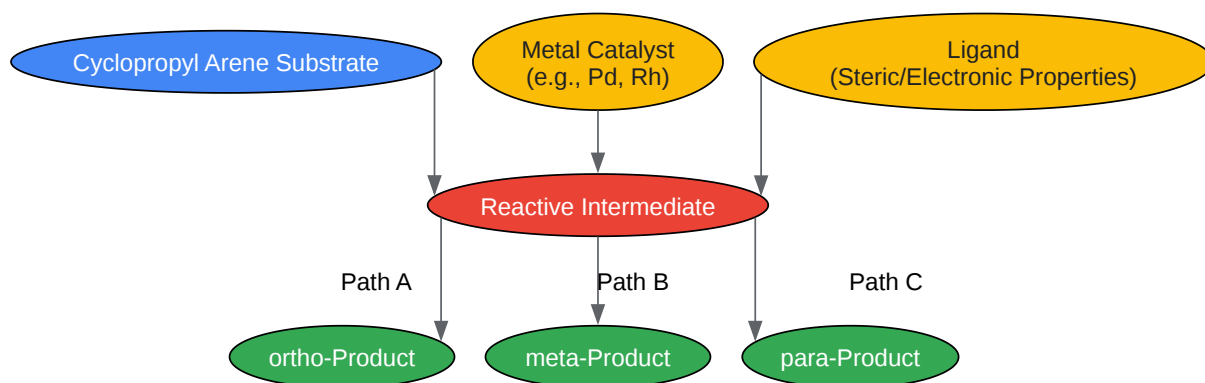 Cyclopropyl Arene Substrate
Metal Catalyst
(e.g., Pd, Rh)
Ligand
(Steric/Electronic Properties)
Reactive Intermediate
Path A
Path B
Path C
ortho-Product
meta-Product
para-Product